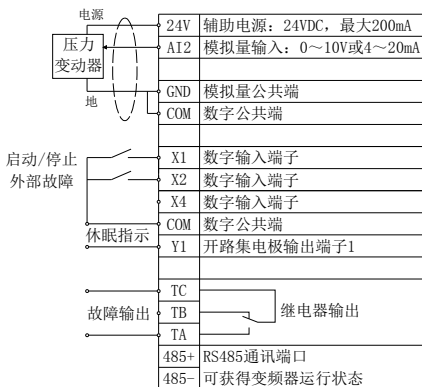 电源
24V 辅助电源：24VDC，最大200mA
压力
变动器
AI2 模拟量输入：0～10V或4～20mA
地
GND 模拟量公共端
COM 数字公共端
启动/停止
X1 数字输入端子
外部故障
X2 数字输入端子
X4 数字输入端子
COM 数字公共端
休眠指示
Y1 开路集电极输出端子1
TC
故障输出
TB
继电器输出
TA
485+ RS485通讯端口
485- 可获得变频器运行状态